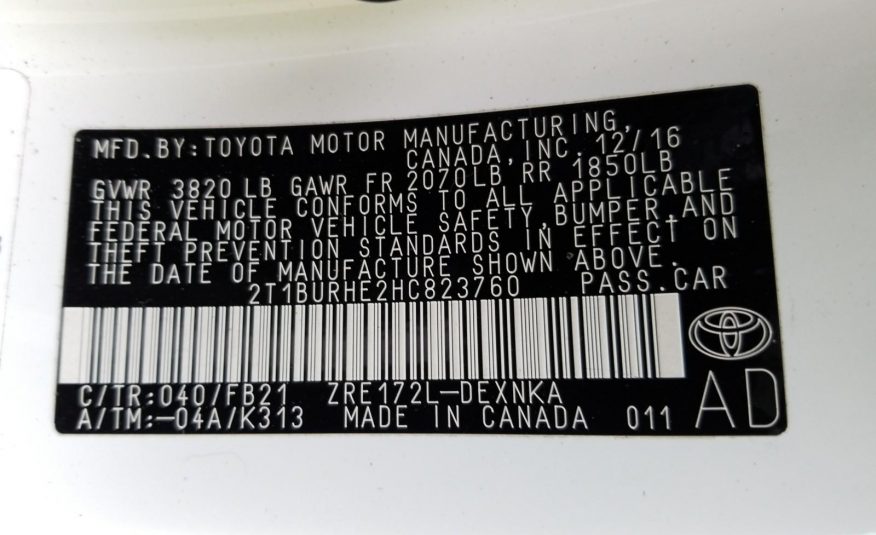 MFD.BY:TOYOTA MOTOR MANUFACTURING,
CANADA,INC. 12/16
GVWR 3820 LB GAWR FR 2070LB RR 1850LB
THIS VEHICLE CONFORMS TO ALL APPLICABLE
FEDERAL MOTOR VEHICLE SAFETY,BUMPER,AND
THEFT PREVENTION STANDARDS IN EFFECT ON
THE DATE OF MANUFACTURE SHOWN ABOVE.
2T1BURHE2HC823760 PASS.CAR
C/TR:040/FB21 ZRE172L-DEXNKA
A/TM:-04A/K313 MADE IN CANADA 011
AD